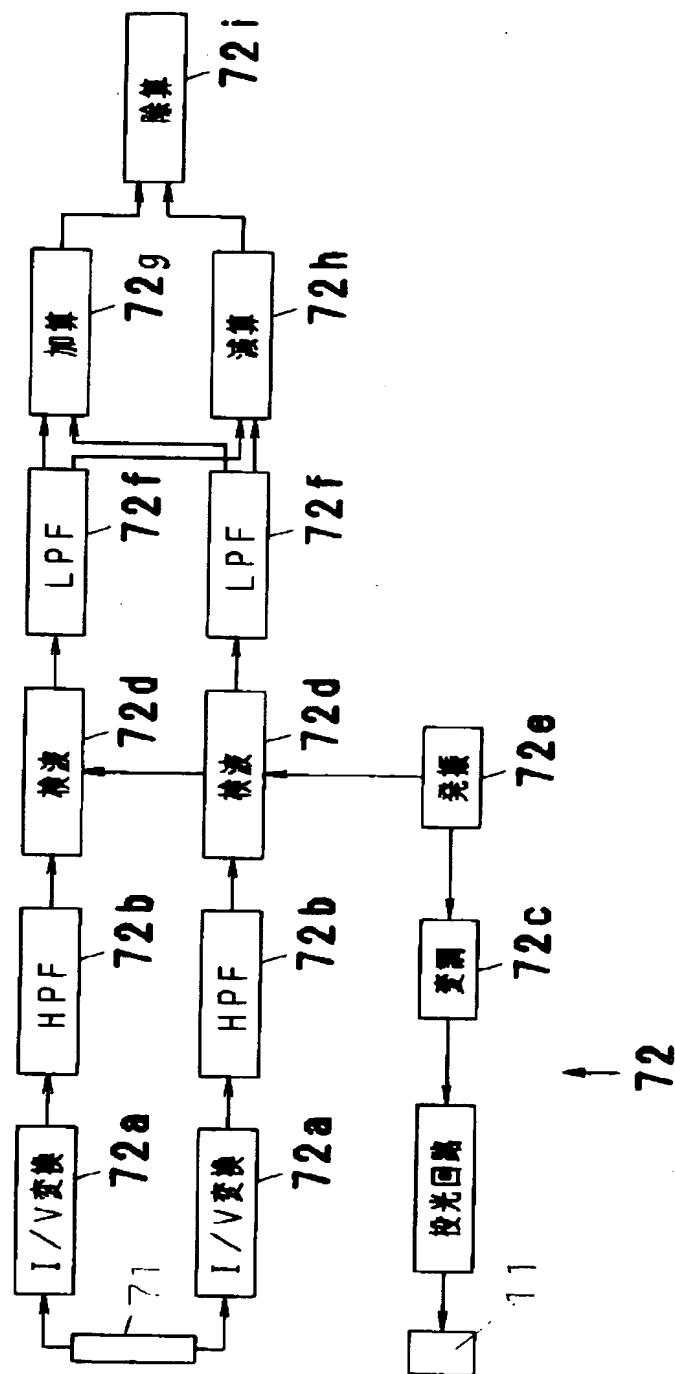 71
I/V変換
72a
HPF
72b
検波
72d
LPF
72f
加算
72g
I/V変換
72a
HPF
72b
検波
72d
LPF
72f
減算
72h
除算
72i
11
投光回路
変調
72c
発振
72e
72